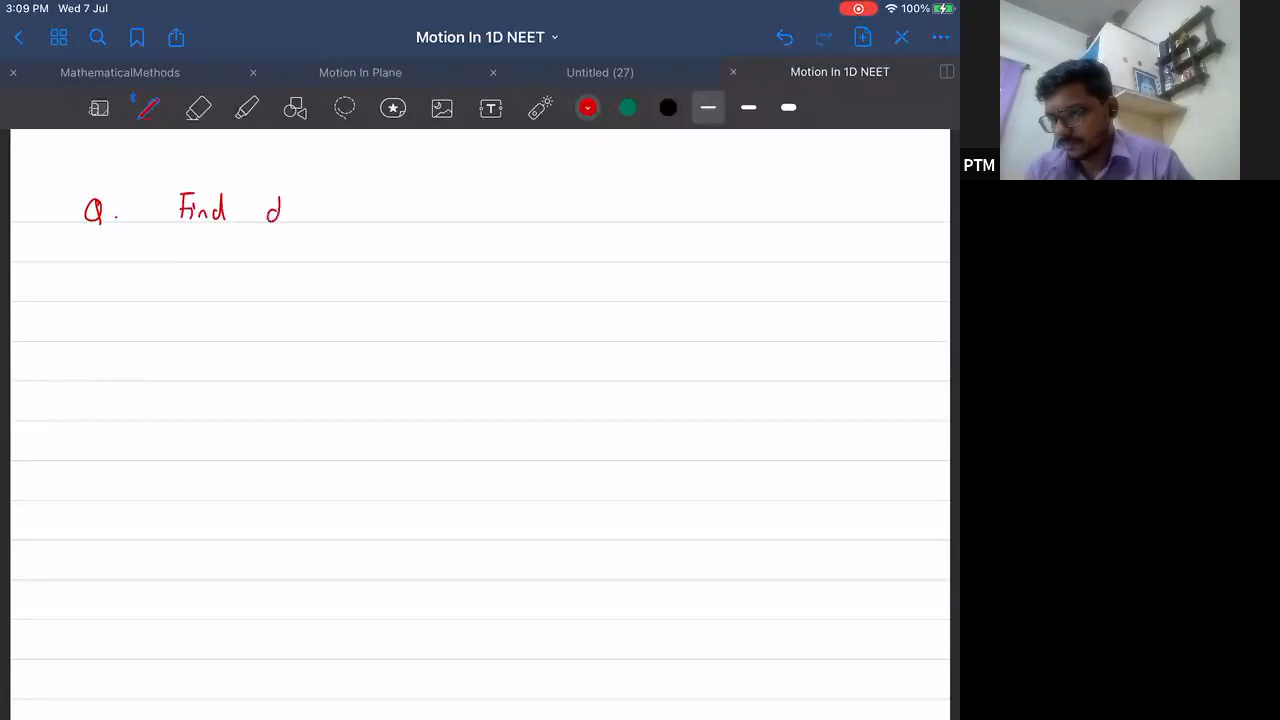 3:09 PM Wed 7 Jul
100%
Motion In 1D NEET
MathematicalMethods
Motion In Plane
Untitled (27)
Motion In 1D NEET
T
PTM
Q. Find d